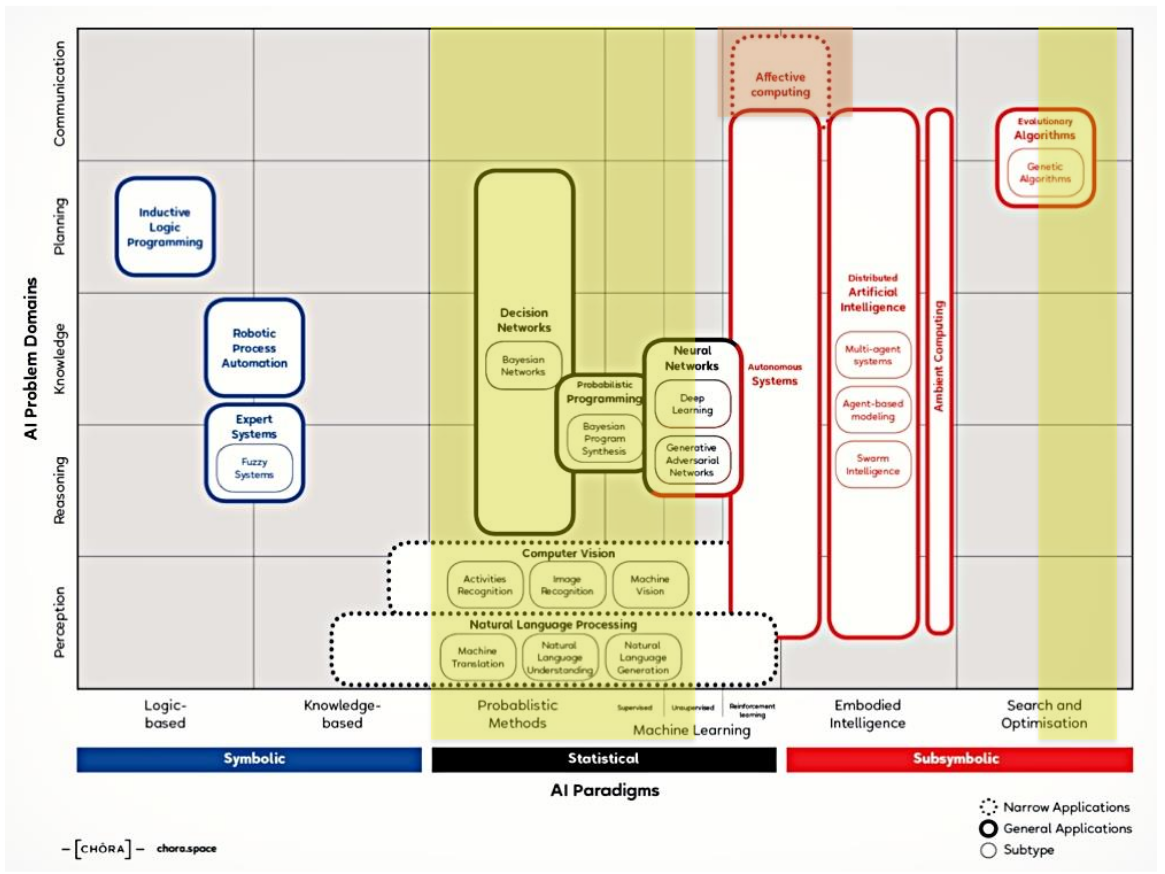 AI Problem Domains
Communication
Planning
Knowledge
Reasoning
Perception
Affective
computing
Evolutionary
Algorithms
Genetic
Algorithms
Inductive
Logic
Programming
Robotic
Process
Automation
Expert
Systems
Fuzzy
Systems
Decision
Networks
Bayesian
Networks
Probabilistic
Programming
Bayesian
Program
Synthesis
Neural
Networks
Deep
Learning
Generative
Adversarial
Networks
Autonomous
Systems
Distributed
Artificial
Intelligence
Multi-agent
systems
Agent-based
modeling
Swarm
Intelligence
Ambient Computing
Computer Vision
Activities
Recognition
Image
Recognition
Machine
Vision
Natural Language Processing
Machine
Translation
Natural
Language
Understanding
Natural
Language
Generation
Logic-
based
Knowledge-
based
Probablistic
Methods
Supervised
Unsupervised
Reinforcement
learning
Machine Learning
Embodied
Intelligence
Search and
Optimisation
Symbolic
Statistical
Subsymbolic
AI Paradigms
Narrow Applications
General Applications
Subtype
[CHŌRA] chora.space